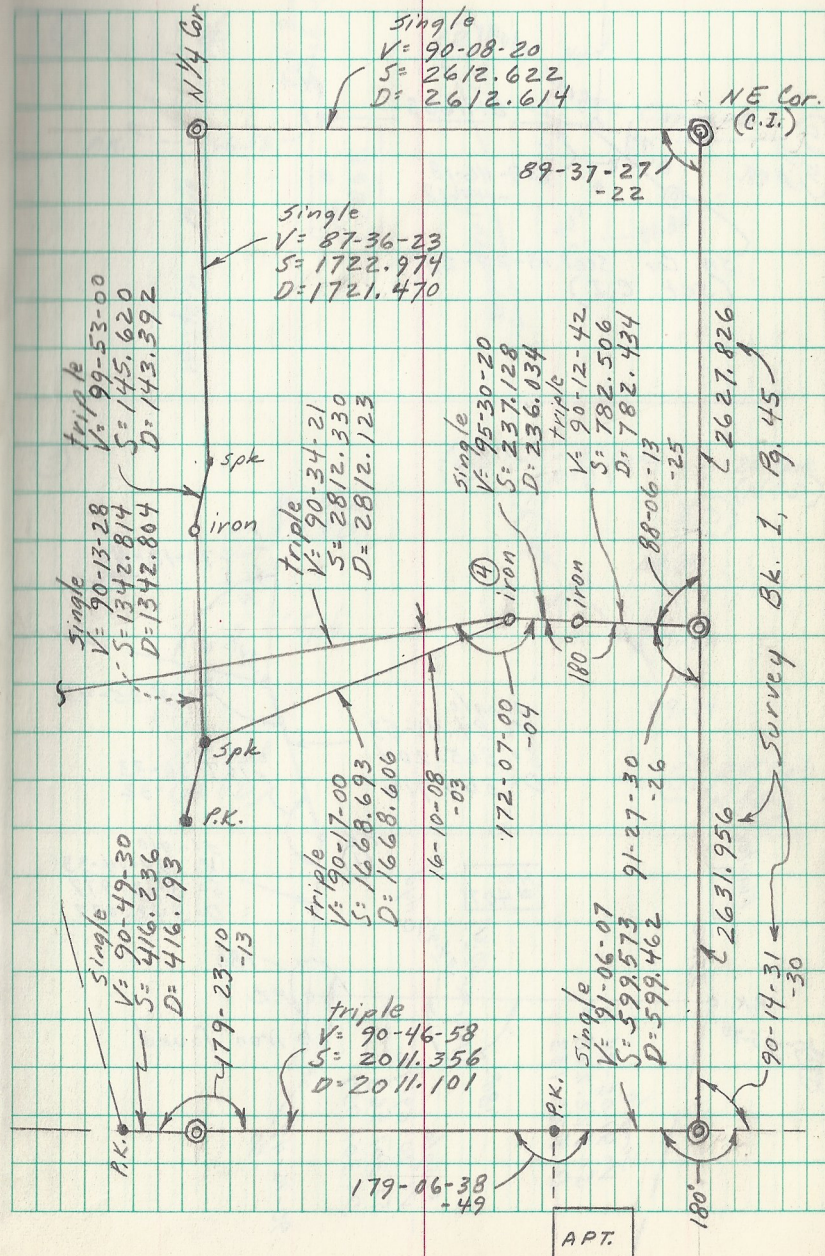 Single
V= 90-08-20
S= 2612.622
D= 2612.614
N 1/4 Cor.
NE Cor.
(C.I.)
89-37-27
-22
Single
V= 87-36-23
S= 1722.974
D= 1721.470
triple
V= 99-53-00
S= 145.620
D= 143.392
spk
iron
Single
V= 90-13-28
S= 1342.814
D= 1342.804
triple
V= 90-34-21
S= 2812.330
D= 2812.123
Single
V= 95-30-20
S= 237.128
D= 236.034
triple
V= 90-12-42
S= 782.506
D= 782.434
88-06-13
-25
2627.826
Pg. 45
④
iron
iron
180°
Spk
P.K.
triple
V= 90-17-00
S= 1668.693
D= 1668.606
16-10-08
-03
172-07-00
-04
91-27-30
-26
Survey Bk. 1,
2631.956
90-14-31
-30
Single
V= 90-49-30
S= 416.236
D= 416.193
179-23-10
-13
triple
V= 90-46-58
S= 2011.356
D= 2011.101
Single
V= 91-06-07
S= 599.573
D= 599.462
P.K.
P.K.
179-06-38
-49
180°
APT.